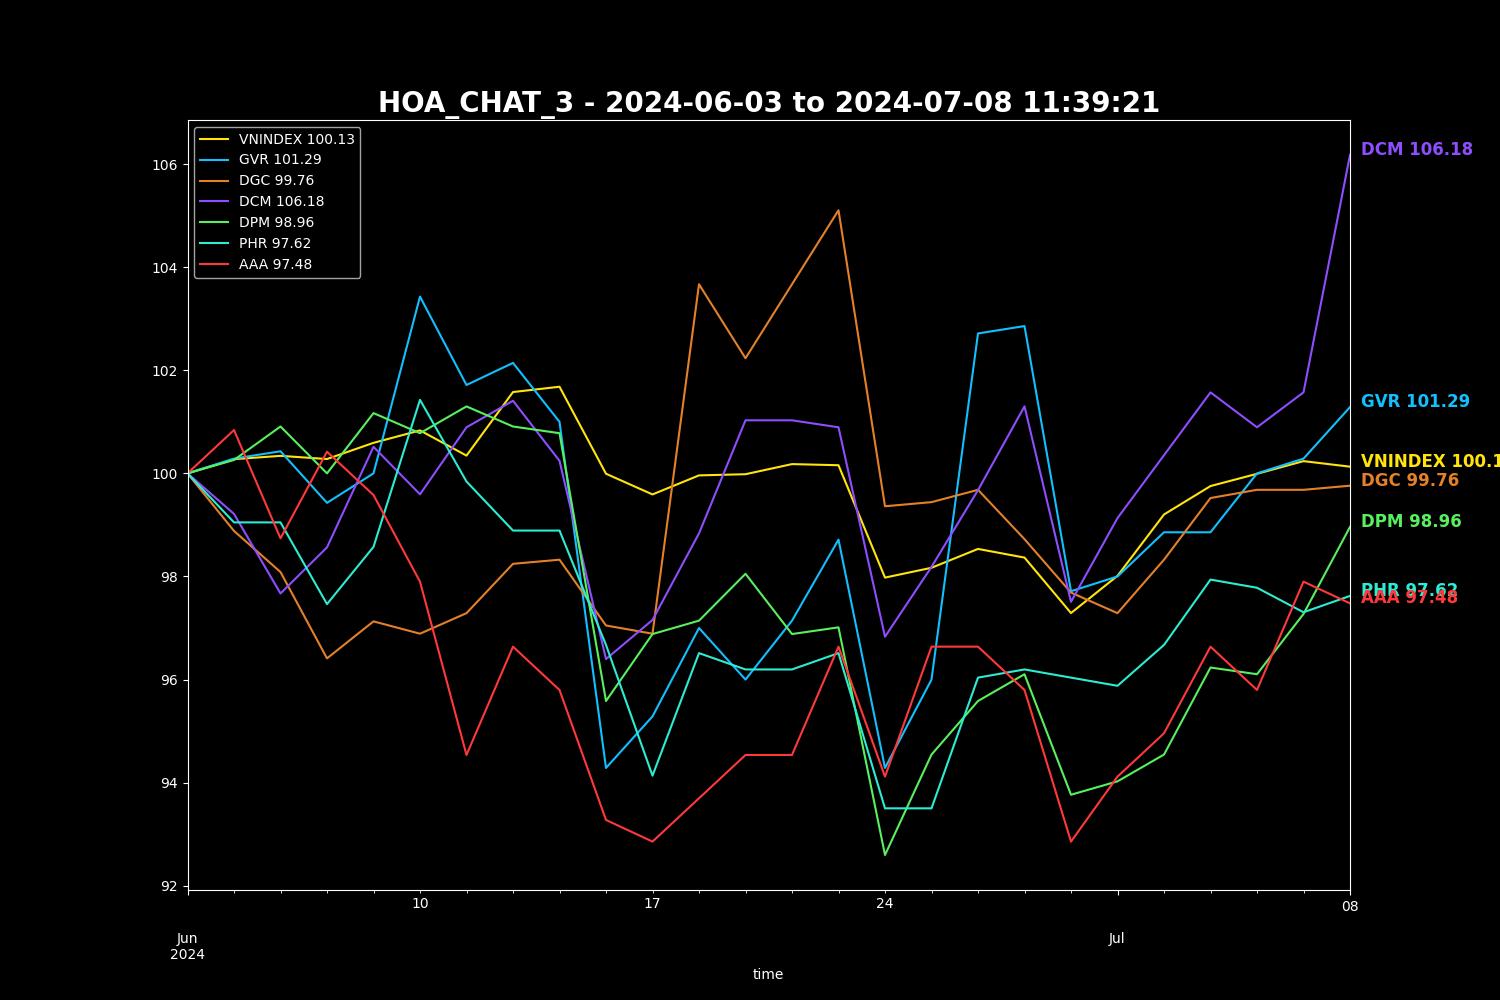 HOA_CHAT_3 - 2024-06-03 to 2024-07-08 11:39:21
VNINDEX 100.13
GVR 101.29
DGC 99.76
DCM 106.18
DPM 98.96
PHR 97.62
AAA 97.48
106
104
102
100
98
96
94
92
DCM 106.18
GVR 101.29
VNINDEX 100.1
DGC 99.76
DPM 98.96
PHR 97.62
AAA 97.48
10
17
24
08
Jun
Jul
2024
time